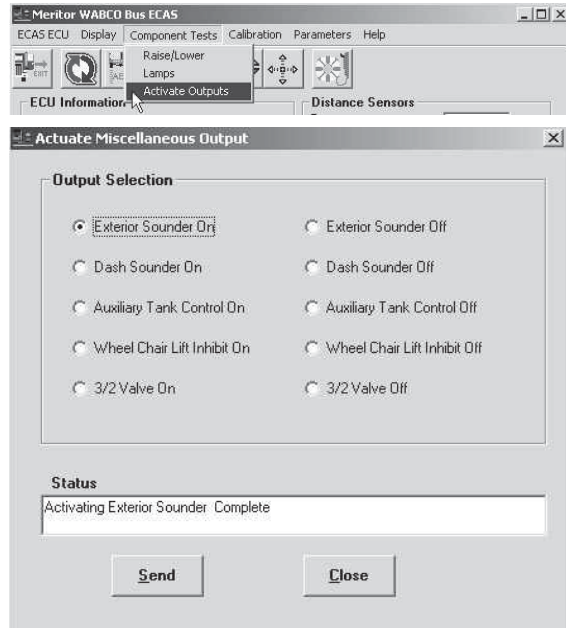 Meritor WABCO Bus ECAS
ECAS ECU Display Component Tests Calibration Parameters Help
Raise/Lower
Lamps
Activate Outputs
EXIT
ECU Information
Distance Sensors
Actuate Miscellaneous Output
Output Selection
Exterior Sounder On Exterior Sounder Off
Dash Sounder On Dash Sounder Off
Auxiliary Tank Control On Auxiliary Tank Control Off
Wheel Chair Lift Inhibit On Wheel Chair Lift Inhibit Off
3/2 Valve On 3/2 Valve Off
Status
Activating Exterior Sounder Complete
Send Close